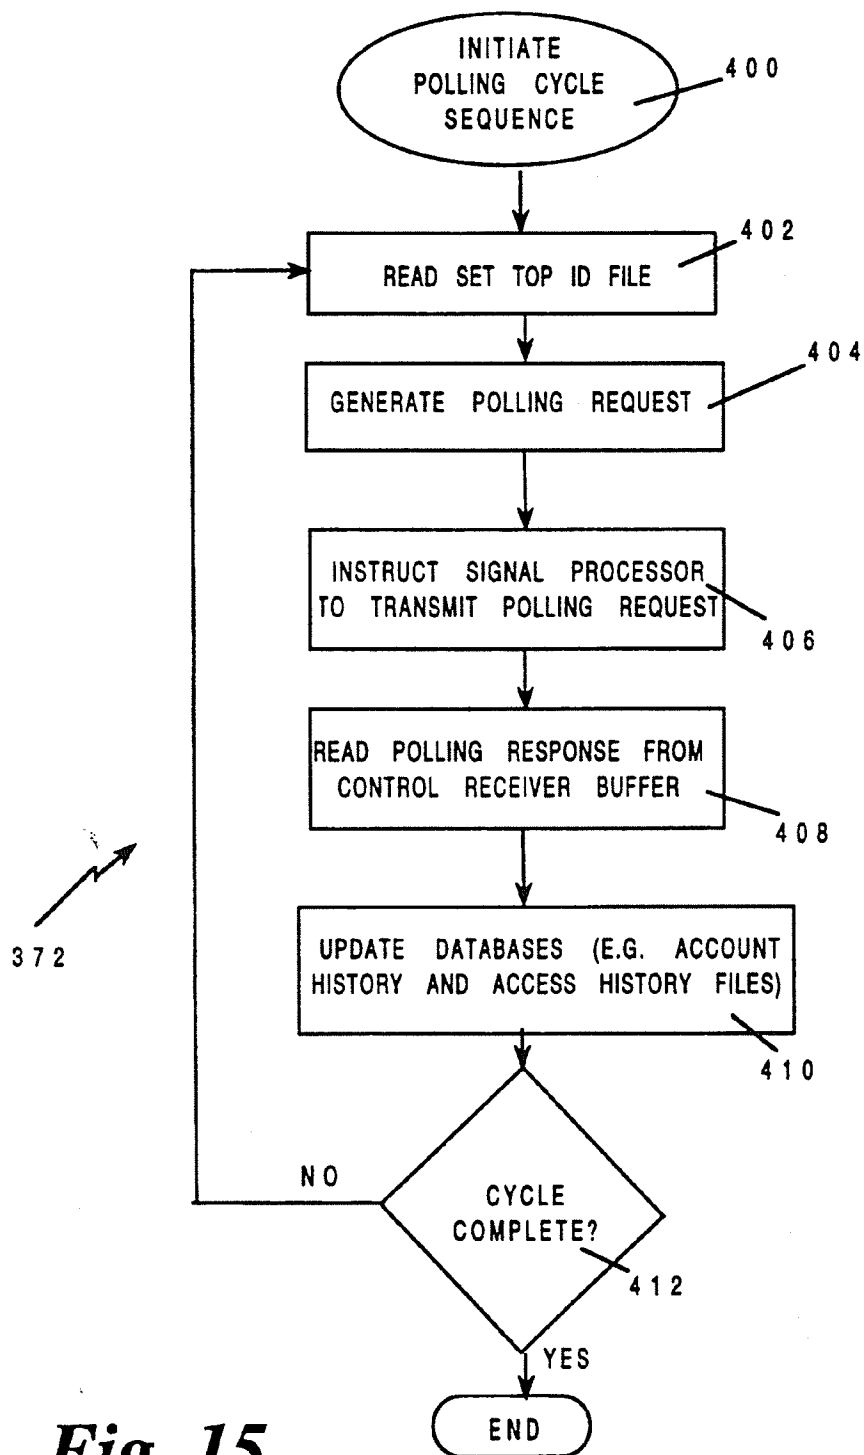 INITIATE
POLLING CYCLE
SEQUENCE
400
402
READ SET TOP ID FILE
404
GENERATE POLLING REQUEST
INSTRUCT SIGNAL PROCESSOR
TO TRANSMIT POLLING REQUEST
406
READ POLLING RESPONSE FROM
CONTROL RECEIVER BUFFER
408
372
UPDATE DATABASES (E.G. ACCOUNT
HISTORY AND ACCESS HISTORY FILES)
410
NO
CYCLE
COMPLETE?
412
YES
END
Fig. 15